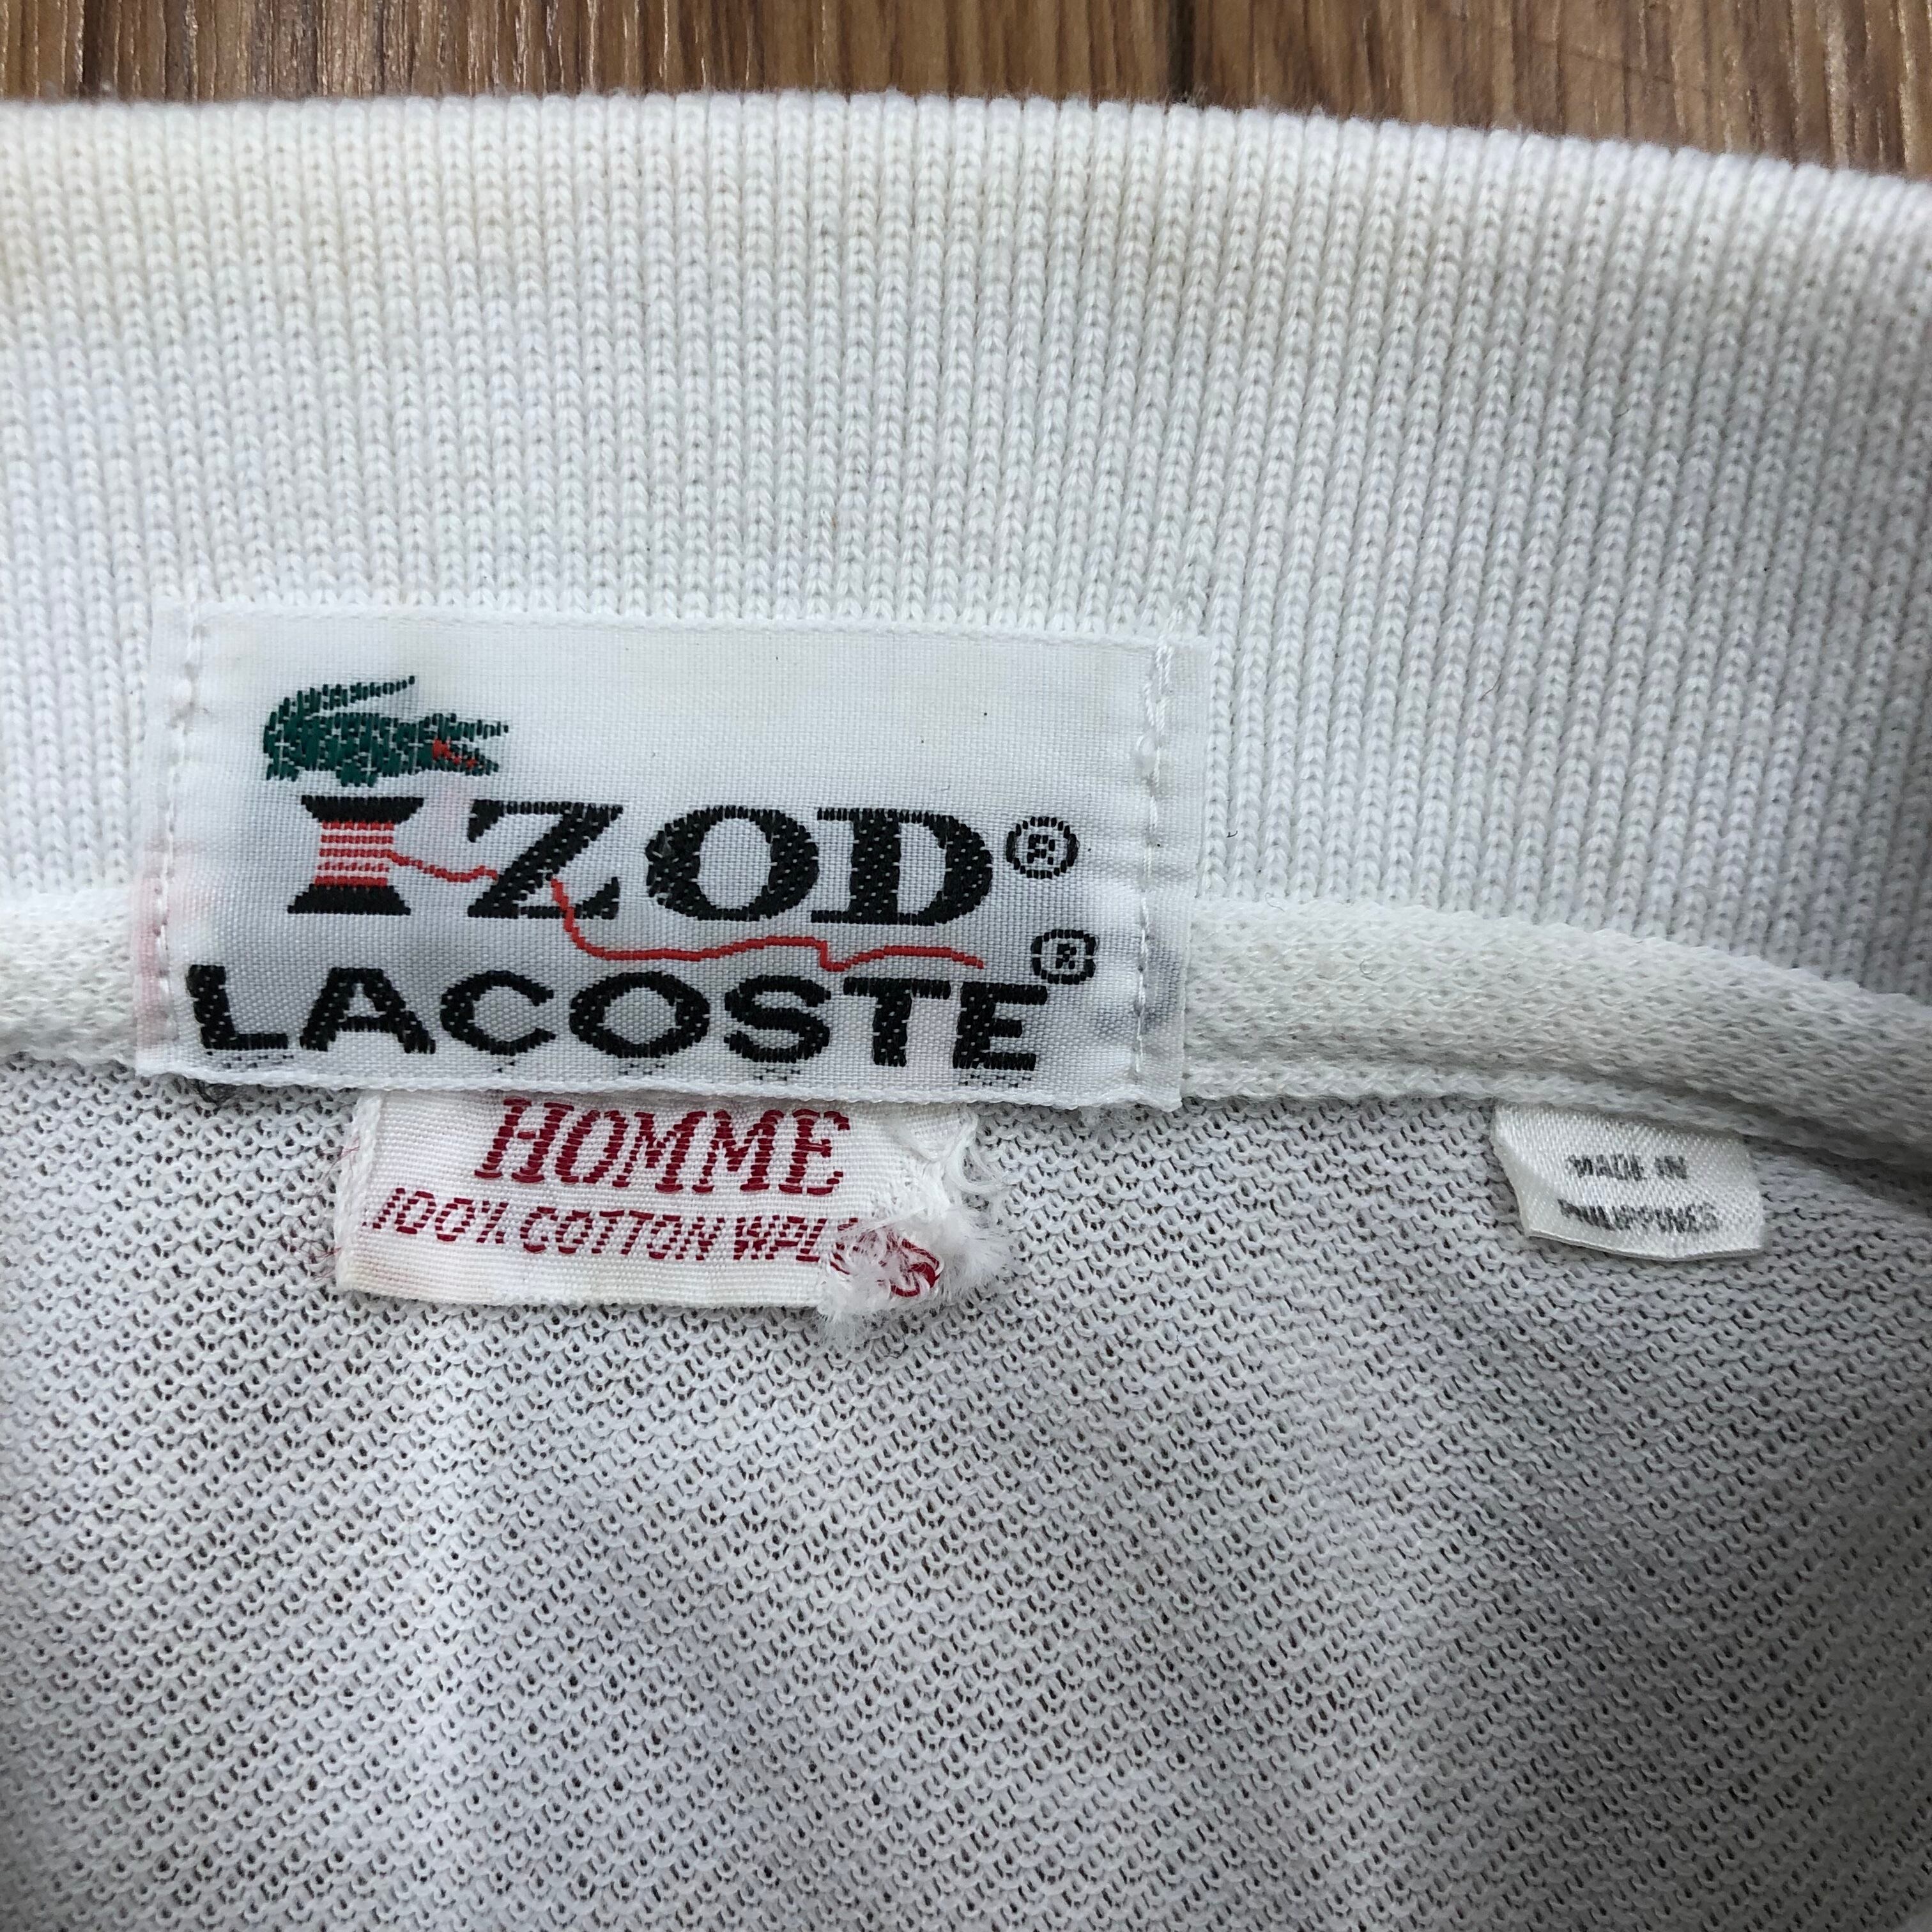 IZOD®
LACOSTE®
HOMME
100% COTTON WPL
MADE IN
PHILIPPINES